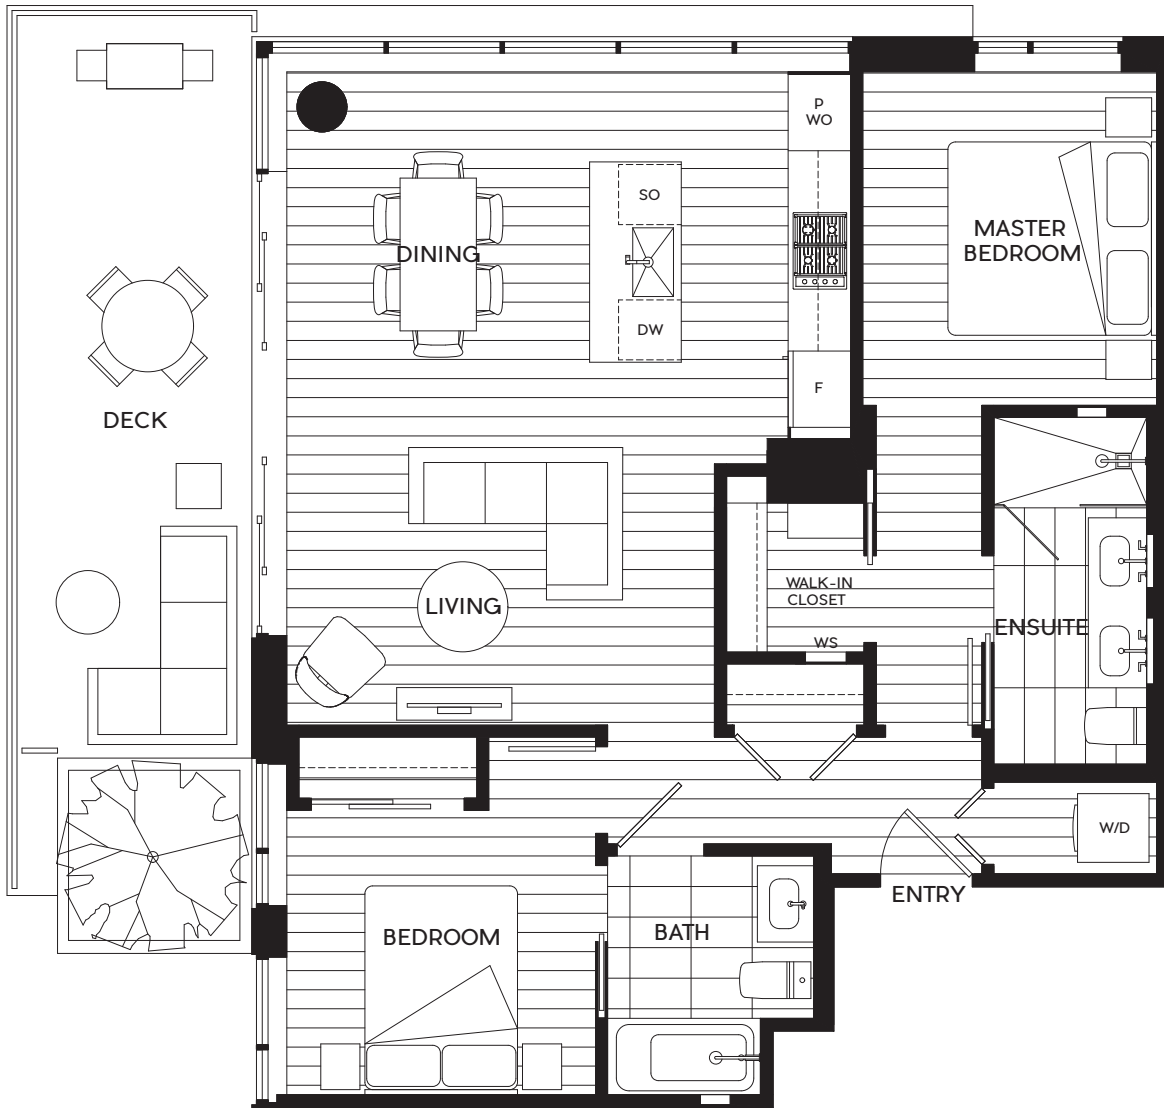 P
WO
SO
MASTER
BEDROOM
DINING
DW
F
DECK
WALK-IN
CLOSET
LIVING
ENSUITE
WS
W/D
ENTRY
BEDROOM
BATH